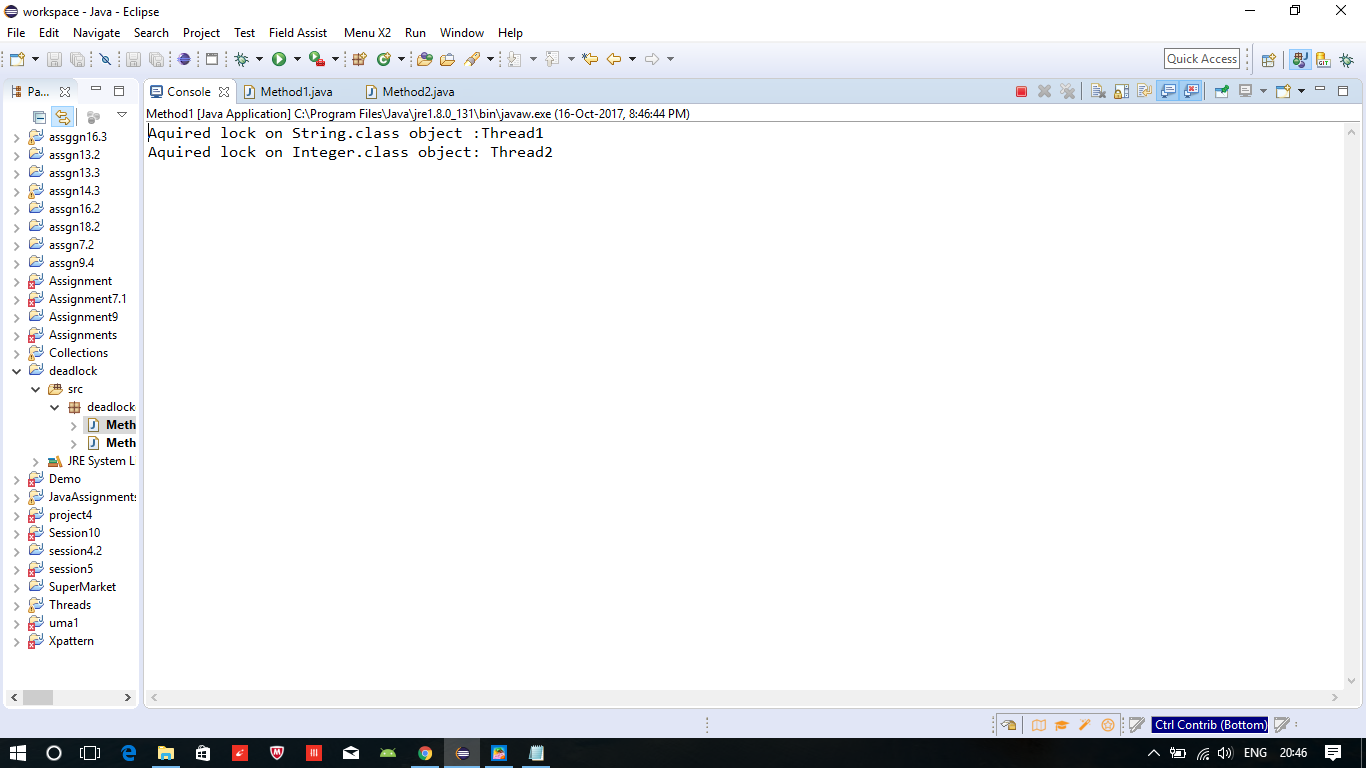 workspace - Java - Eclipse
File Edit Navigate Search Project Test Field Assist Menu X2 Run Window Help
Quick Access
Pa...
Console Method1.java Method2.java
Method1 [Java Application] C:\Program Files\Java\jre1.8.0_131\bin\javaw.exe (16-Oct-2017, 8:46:44 PM)
Aquired lock on String.class object :Thread1
Aquired lock on Integer.class object: Thread2
assggn16.3
assgn13.2
assgn13.3
assgn14.3
assgn16.2
assgn18.2
assgn7.2
assgn9.4
Assignment
Assignment7.1
Assignment9
Assignments
Collections
deadlock
src
deadlock
Meth
Meth
JRE System L
Demo
JavaAssignments
project4
Session10
session4.2
session5
SuperMarket
Threads
uma1
Xpattern
Ctrl Contrib (Bottom)
ENG 20:46